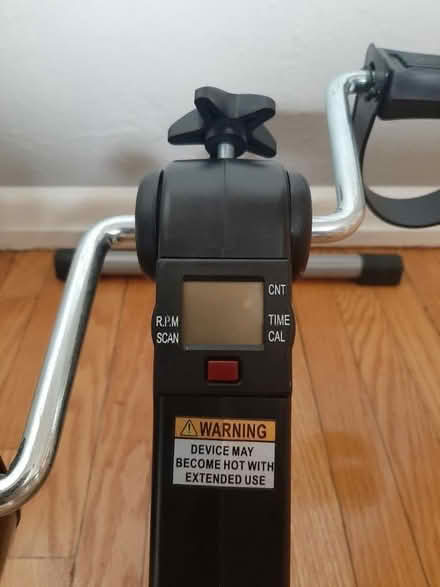 CNT
R.P.M TIME
SCAN CAL
WARNING
DEVICE MAY
BECOME HOT WITH
EXTENDED USE